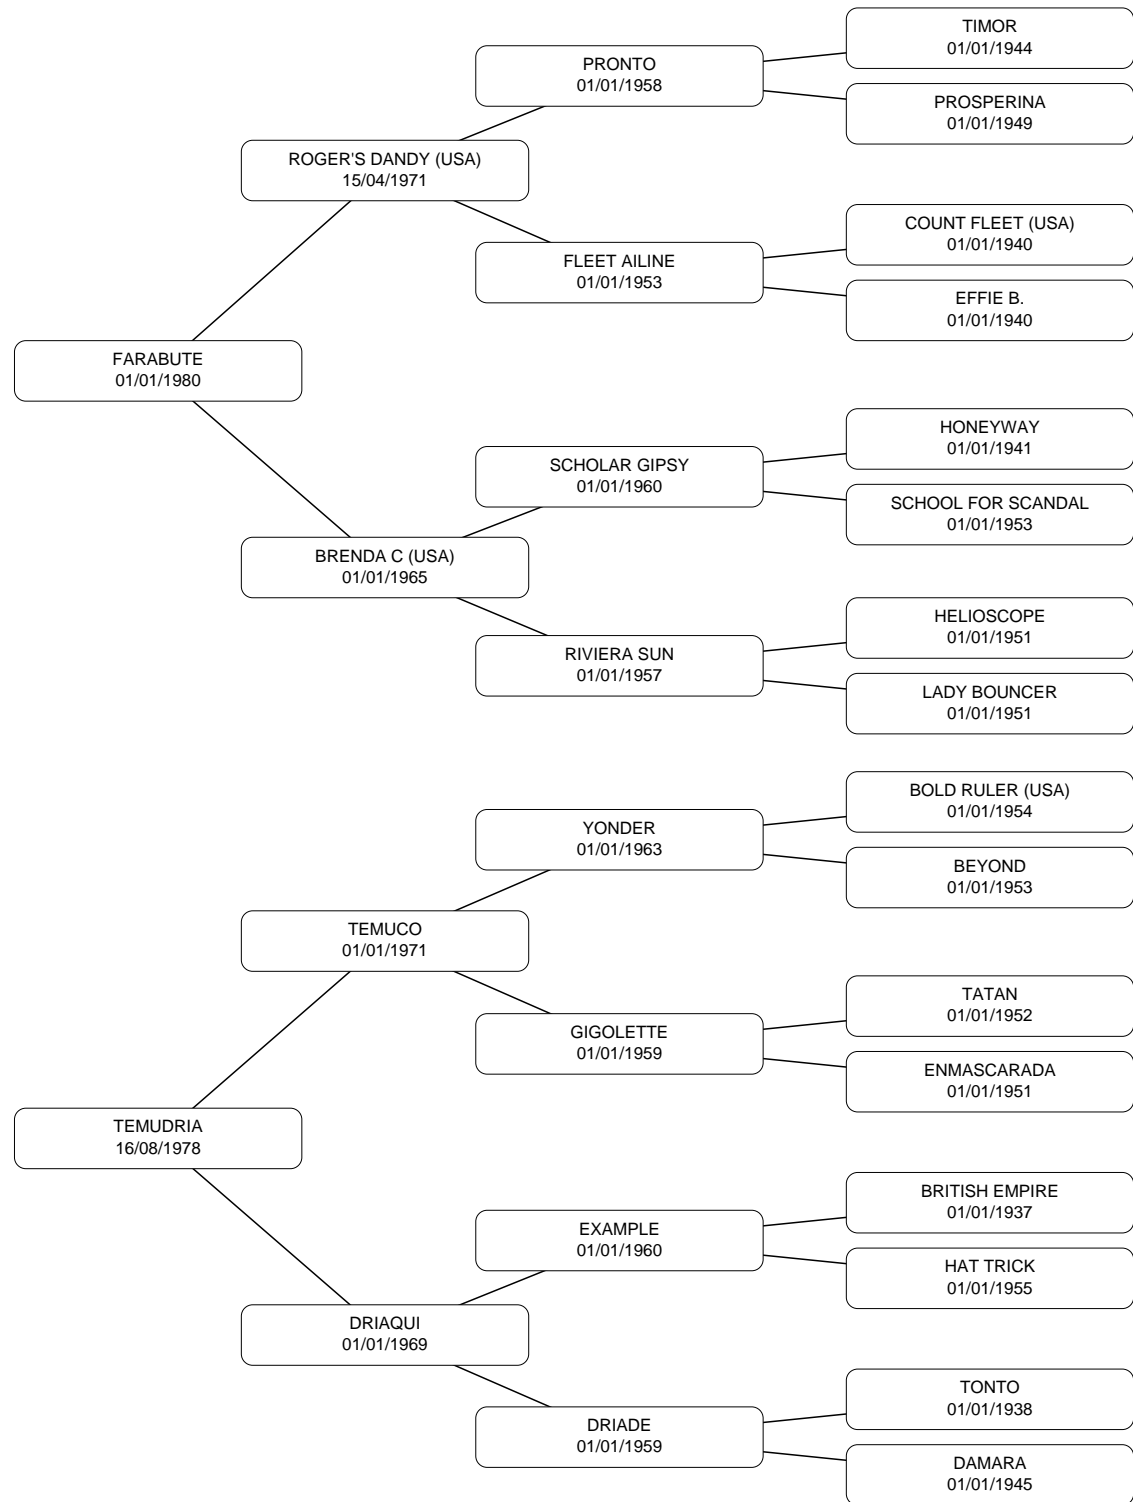 TIMOR
01/01/1944
PRONTO
01/01/1958
PROSPERINA
01/01/1949
ROGER'S DANDY (USA)
15/04/1971
COUNT FLEET (USA)
01/01/1940
FLEET AILINE
01/01/1953
EFFIE B.
01/01/1940
FARABUTE
01/01/1980
HONEYWAY
01/01/1941
SCHOLAR GIPSY
01/01/1960
SCHOOL FOR SCANDAL
01/01/1953
BRENDA C (USA)
01/01/1965
HELIOSCOPE
01/01/1951
RIVIERA SUN
01/01/1957
LADY BOUNCER
01/01/1951
BOLD RULER (USA)
01/01/1954
YONDER
01/01/1963
BEYOND
01/01/1953
TEMUCO
01/01/1971
TATAN
01/01/1952
GIGOLETTE
01/01/1959
ENMASCARADA
01/01/1951
TEMUDRIA
16/08/1978
BRITISH EMPIRE
01/01/1937
EXAMPLE
01/01/1960
HAT TRICK
01/01/1955
DRIAQUI
01/01/1969
TONTO
01/01/1938
DRIADE
01/01/1959
DAMARA
01/01/1945